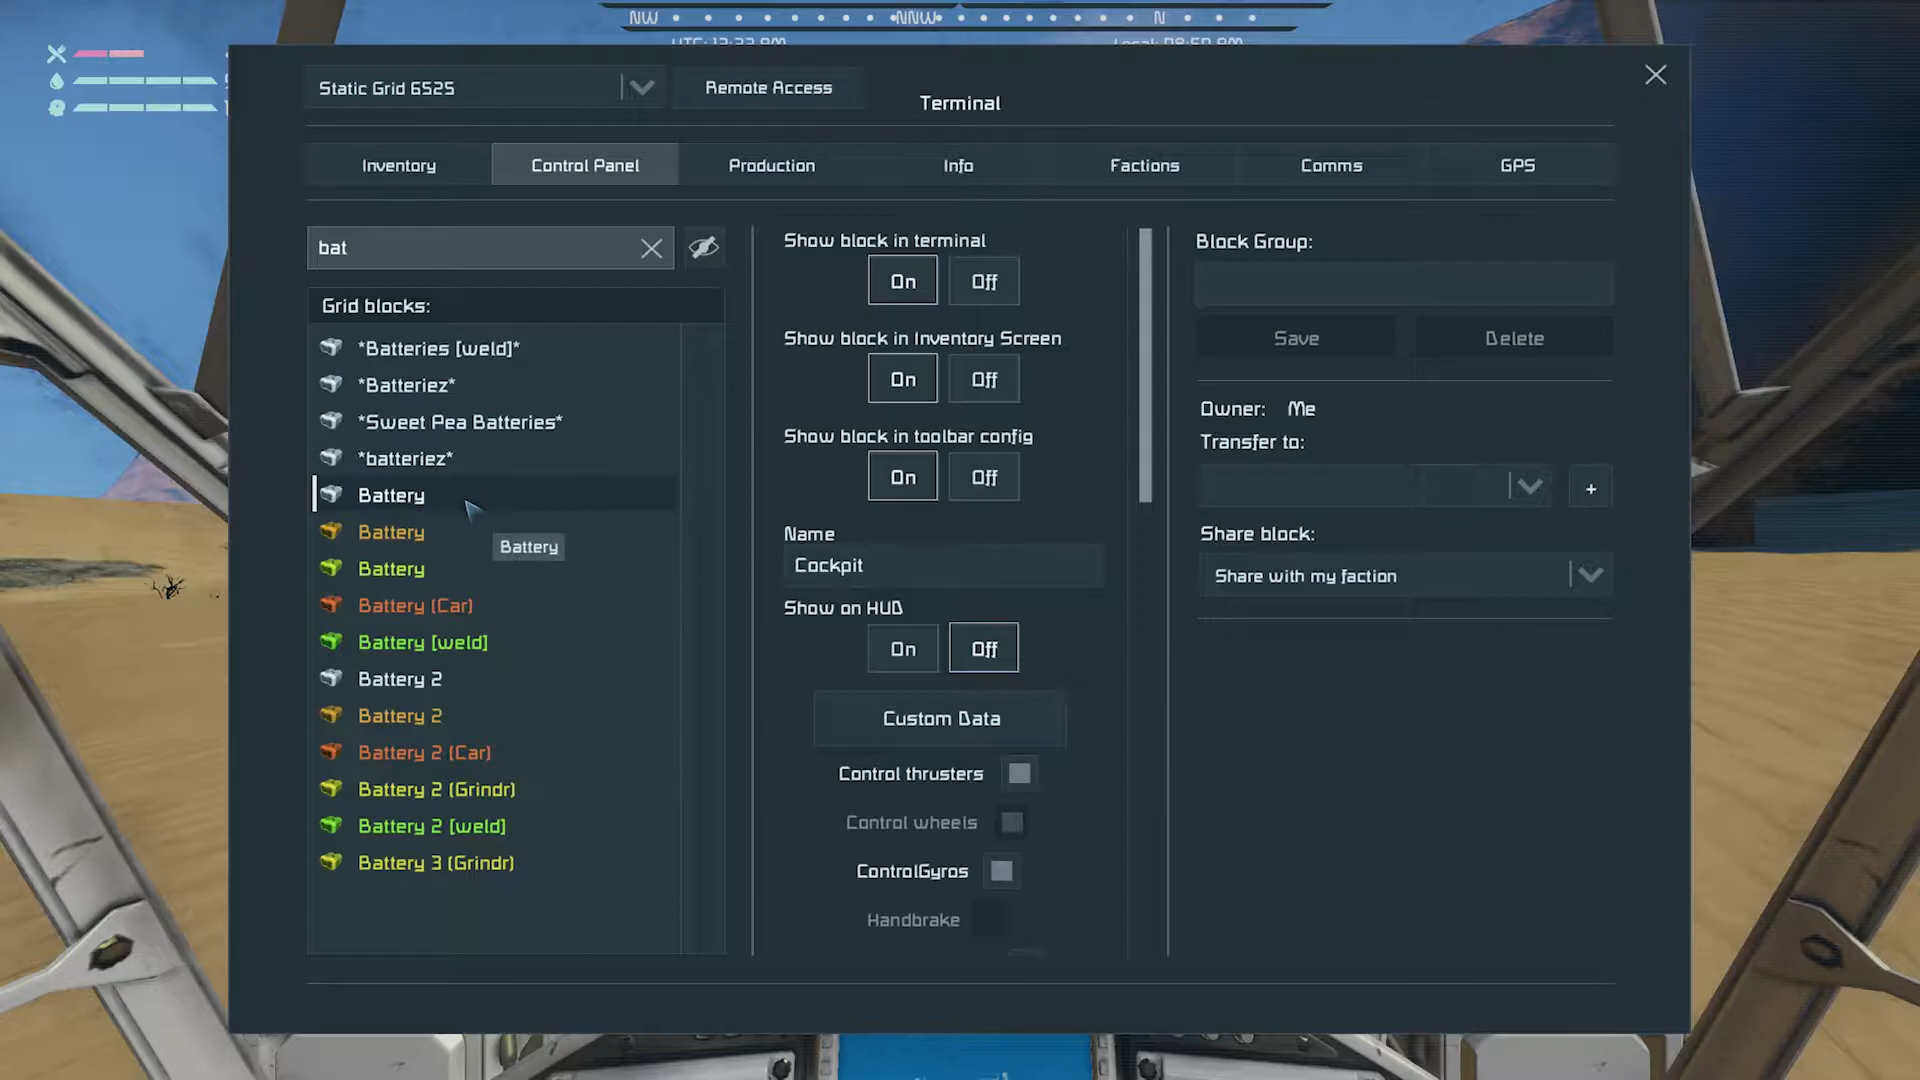 NW NNW N
Static Grid 6525
Remote Access
Terminal
Inventory
Control Panel
Production
Info
Factions
Comms
GPS
bat
Grid blocks:
*Batteries [weld]*
*Batteriez*
*Sweet Pea Batteries*
*batteriez*
Battery
Battery
Battery
Battery
Battery (Car)
Battery [weld]
Battery 2
Battery 2
Battery 2 (Car)
Battery 2 (Grindr)
Battery 2 [weld]
Battery 3 (Grindr)
Show block in terminal
On Off
Show block in Inventory Screen
On Off
Show block in toolbar config
On Off
Name
Cockpit
Show on HUD
On Off
Custom Data
Control thrusters
Control wheels
ControlGyros
Handbrake
Block Group:
Save Delete
Owner: Me
Transfer to:
+
Share block:
Share with my faction